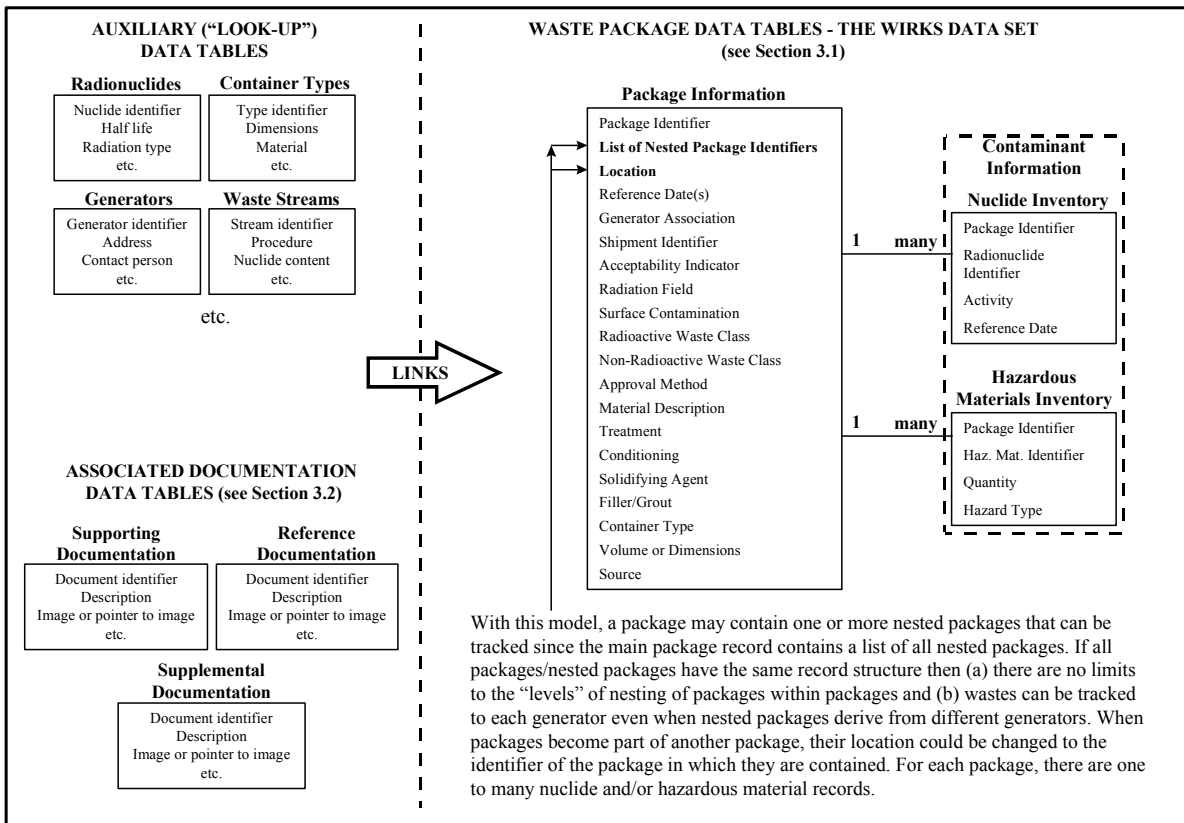 AUXILIARY (“LOOK-UP”)
DATA TABLES
Radionuclides
Nuclide identifier
Half life
Radiation type
etc.
Container Types
Type identifier
Dimensions
Material
etc.
Generators
Generator identifier
Address
Contact person
etc.
Waste Streams
Stream identifier
Procedure
Nuclide content
etc.
etc.
ASSOCIATED DOCUMENTATION
DATA TABLES (see Section 3.2)
Supporting
Documentation
Document identifier
Description
Image or pointer to image
etc.
Reference
Documentation
Document identifier
Description
Image or pointer to image
etc.
Supplemental
Documentation
Document identifier
Description
Image or pointer to image
etc.
LINKS
WASTE PACKAGE DATA TABLES - THE WIRKS DATA SET
(see Section 3.1)
Package Information
Package Identifier
List of Nested Package Identifiers
Location
Reference Date(s)
Generator Association
Shipment Identifier
Acceptability Indicator
Radiation Field
Surface Contamination
Radioactive Waste Class
Non-Radioactive Waste Class
Approval Method
Material Description
Treatment
Conditioning
Solidifying Agent
Filler/Grout
Container Type
Volume or Dimensions
Source
1 many
1 many
Contaminant
Information
Nuclide Inventory
Package Identifier
Radionuclide
Identifier
Activity
Reference Date
Hazardous
Materials Inventory
Package Identifier
Haz. Mat. Identifier
Quantity
Hazard Type
With this model, a package may contain one or more nested packages that can be
tracked since the main package record contains a list of all nested packages. If all
packages/nested packages have the same record structure then (a) there are no limits
to the “levels” of nesting of packages within packages and (b) wastes can be tracked
to each generator even when nested packages derive from different generators. When
packages become part of another package, their location could be changed to the
identifier of the package in which they are contained. For each package, there are one
to many nuclide and/or hazardous material records.